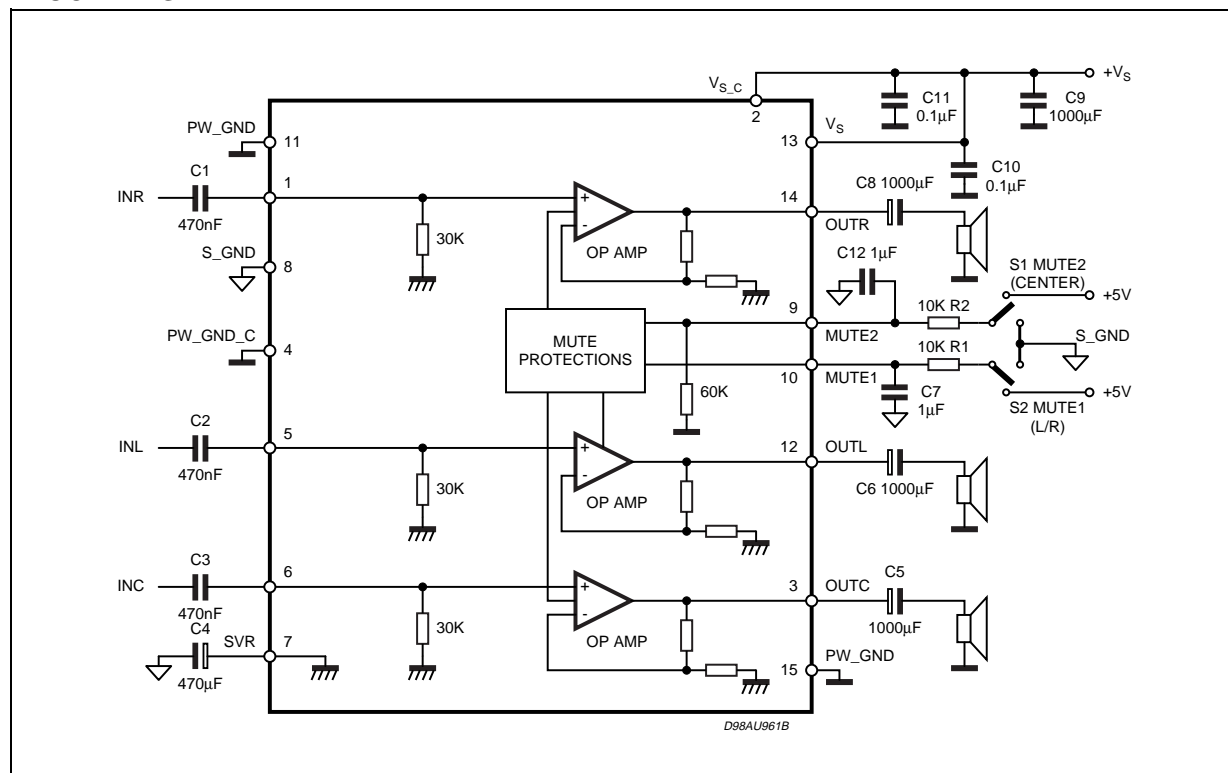 V_S_C
+V_S
2
C11
0.1µF
C9
1000µF
PW_GND
11
13
V_S
C10
0.1µF
C1
INR
470nF
1
30K
+
-
OP AMP
14
OUTR
C8 1000µF
S_GND
8
C12 1µF
S1 MUTE2
(CENTER)
+5V
MUTE
PROTECTIONS
9
MUTE2
10K R2
S_GND
PW_GND_C
4
10
MUTE1
10K R1
60K
C7
1µF
+5V
S2 MUTE1
(L/R)
C2
INL
470nF
5
30K
+
-
OP AMP
12
OUTL
C6 1000µF
C3
INC
470nF
6
30K
+
-
OP AMP
3
OUTC
C5
1000µF
C4
470µF
SVR
7
15
PW_GND
D98AU961B